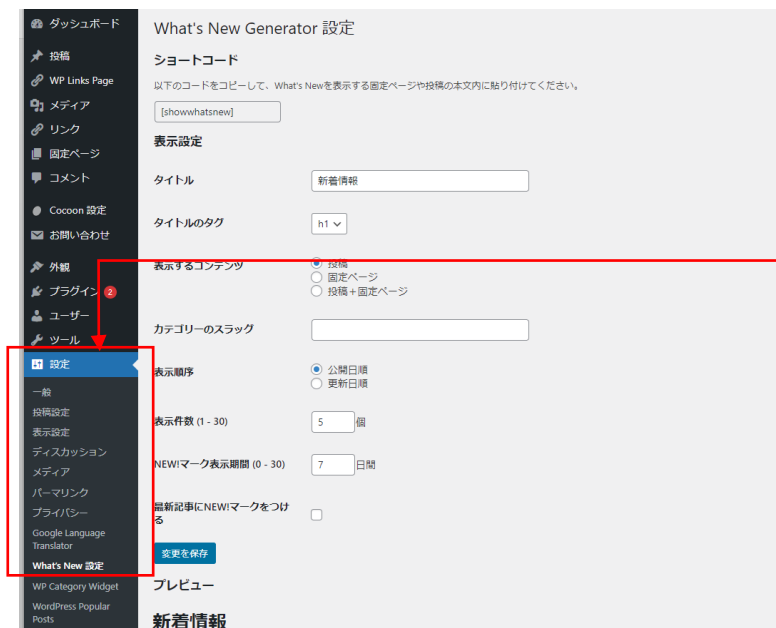 ダッシュボード
投稿
WP Links Page
メディア
リンク
固定ページ
コメント
Cocoon 設定
お問い合わせ
外観
プラグイン 2
ユーザー
ツール
設定
一般
投稿設定
表示設定
ディスカッション
メディア
パーマリンク
プライバシー
Google Language
Translator
What's New 設定
WP Category Widget
WordPress Popular
Posts
What's New Generator 設定
ショートコード
以下のコードをコピーして、What's Newを表示する固定ページや投稿の本文内に貼り付けてください。
[showwhatsnew]
表示設定
タイトル
新着情報
タイトルのタグ
h1
表示するコンテンツ
投稿
固定ページ
投稿+固定ページ
カテゴリーのスラッグ
表示順序
公開日順
更新日順
表示件数 (1 - 30)
5 個
NEW!マーク表示期間 (0 - 30)
7 日間
最新記事にNEW!マークをつけ
る
変更を保存
プレビュー
新着情報